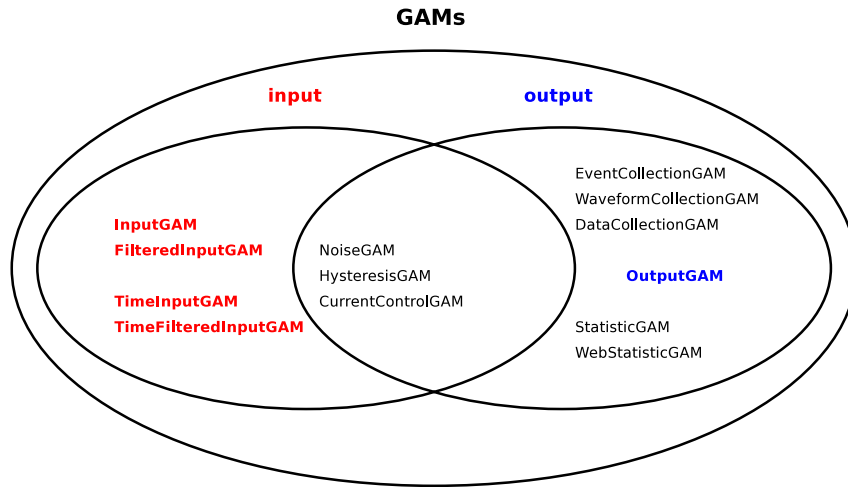 GAMs
input
output
InputGAM
FilteredInputGAM
TimeInputGAM
TimeFilteredInputGAM
NoiseGAM
HysteresisGAM
CurrentControlGAM
EventCollectionGAM
WaveformCollectionGAM
DataCollectionGAM
OutputGAM
StatisticGAM
WebStatisticGAM